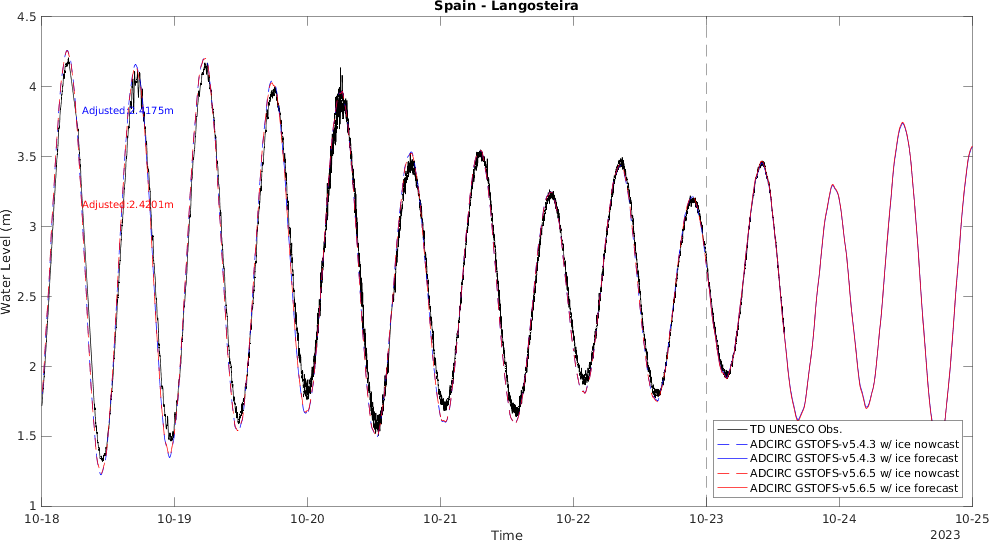 Spain - Langosteira
4.5
4
3.5
3
2.5
2
1.5
1
Water Level (m)
Adjusted:2.4175m
Adjusted:2.4201m
TD UNESCO Obs.
ADCIRC GSTOFS-v5.4.3 w/ ice nowcast
ADCIRC GSTOFS-v5.4.3 w/ ice forecast
ADCIRC GSTOFS-v5.6.5 w/ ice nowcast
ADCIRC GSTOFS-v5.6.5 w/ ice forecast
10-18 10-19 10-20 10-21 10-22 10-23 10-24 10-25
Time
2023